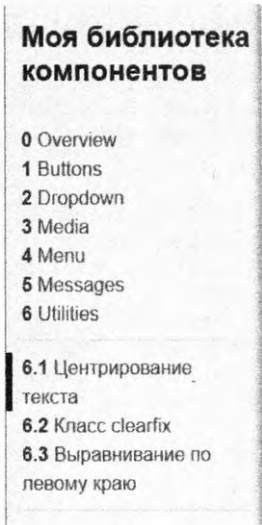 Моя библиотека
компонентов
0 Overview
1 Buttons
2 Dropdown
3 Media
4 Menu
5 Messages
6 Utilities
6.1 Центрирование
текста
6.2 Класс clearfix
6.3 Выравнивание по
левому краю